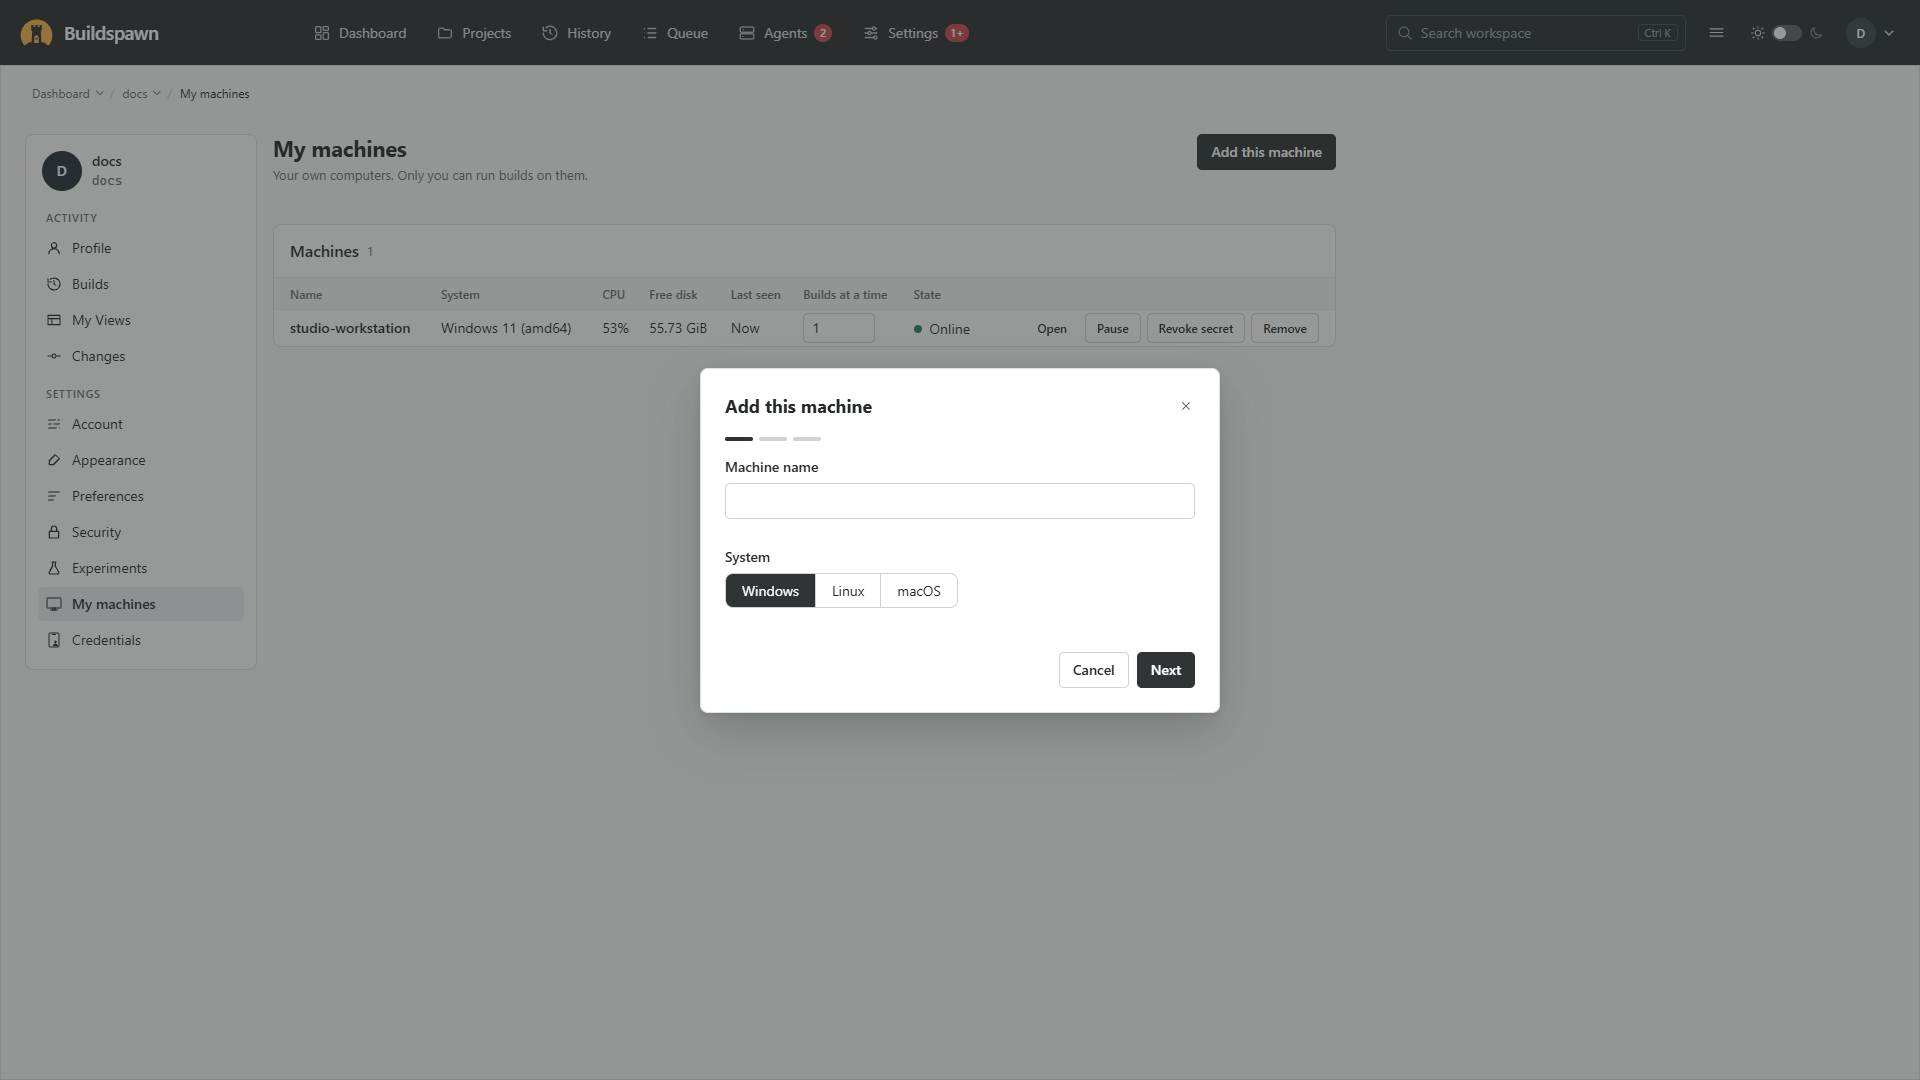 Buildspawn
Dashboard
Projects
History
Queue
Agents 2
Settings 1+
Search workspace Ctrl K
D
Dashboard / docs / My machines
D
docs
docs
ACTIVITY
Profile
Builds
My Views
Changes
SETTINGS
Account
Appearance
Preferences
Security
Experiments
My machines
Credentials
My machines
Your own computers. Only you can run builds on them.
Add this machine
Machines 1
Name System CPU Free disk Last seen Builds at a time State
studio-workstation Windows 11 (amd64) 53% 55.73 GiB Now 1 Online Open Pause Revoke secret Remove
Add this machine
Machine name
System
Windows Linux macOS
Cancel Next